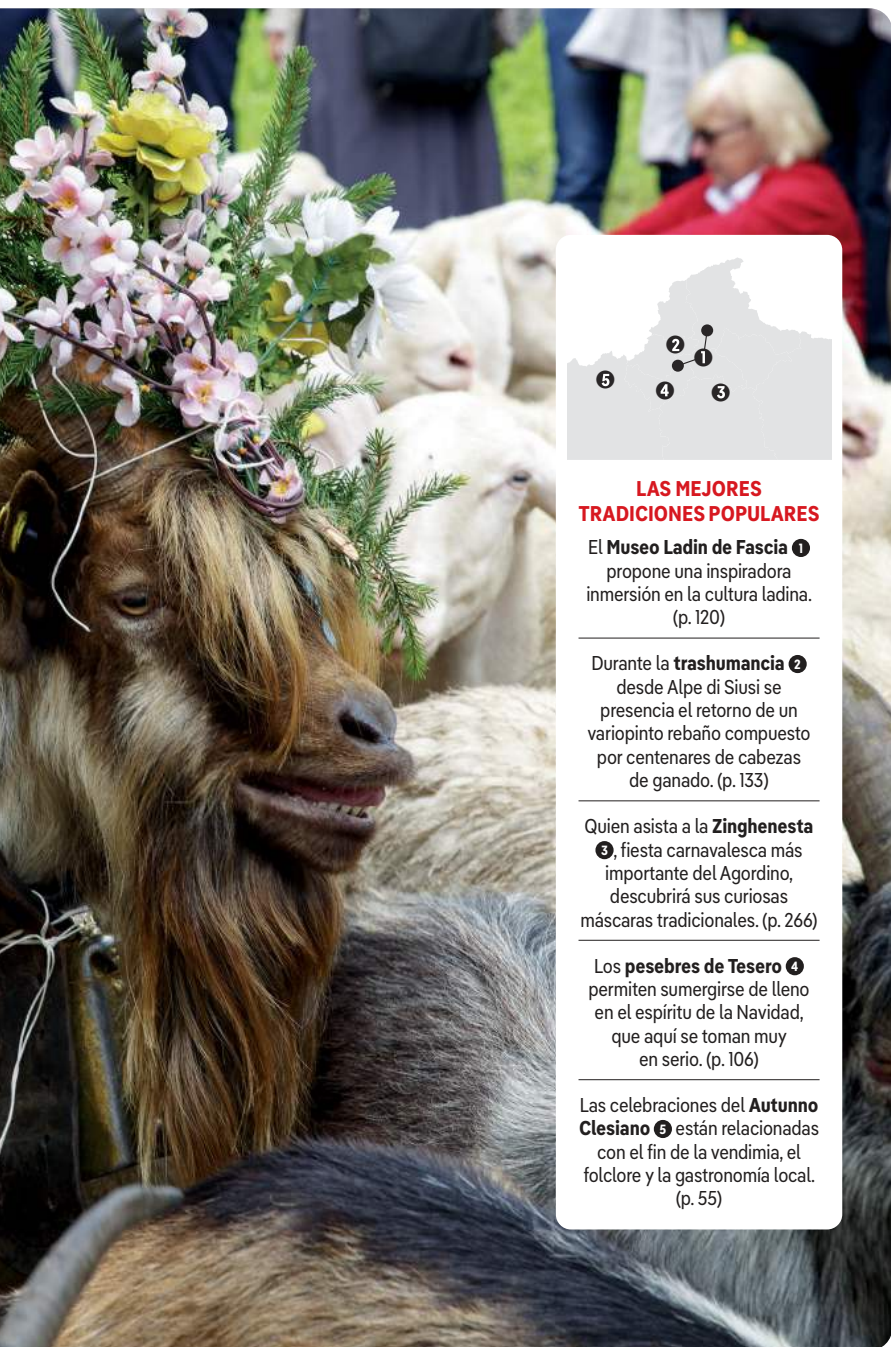 2
1
5
4
3
LAS MEJORES
TRADICIONES POPULARES
El Museo Ladin de Fascia 1
propone una inspiradora
inmersión en la cultura ladina.
(p. 120)
Durante la trashumancia 2
desde Alpe di Siusi se
presencia el retorno de un
variopinto rebaño compuesto
por centenares de cabezas
de ganado. (p. 133)
Quien asista a la Zinghenesta
3, fiesta carnavalesca más
importante del Agordino,
descubrirá sus curiosas
máscaras tradicionales. (p. 266)
Los pesebres de Tesero 4
permiten sumergirse de lleno
en el espíritu de la Navidad,
que aquí se toman muy
en serio. (p. 106)
Las celebraciones del Autunno
Clesiano 5 están relacionadas
con el fin de la vendimia, el
folclore y la gastronomía local.
(p. 55)